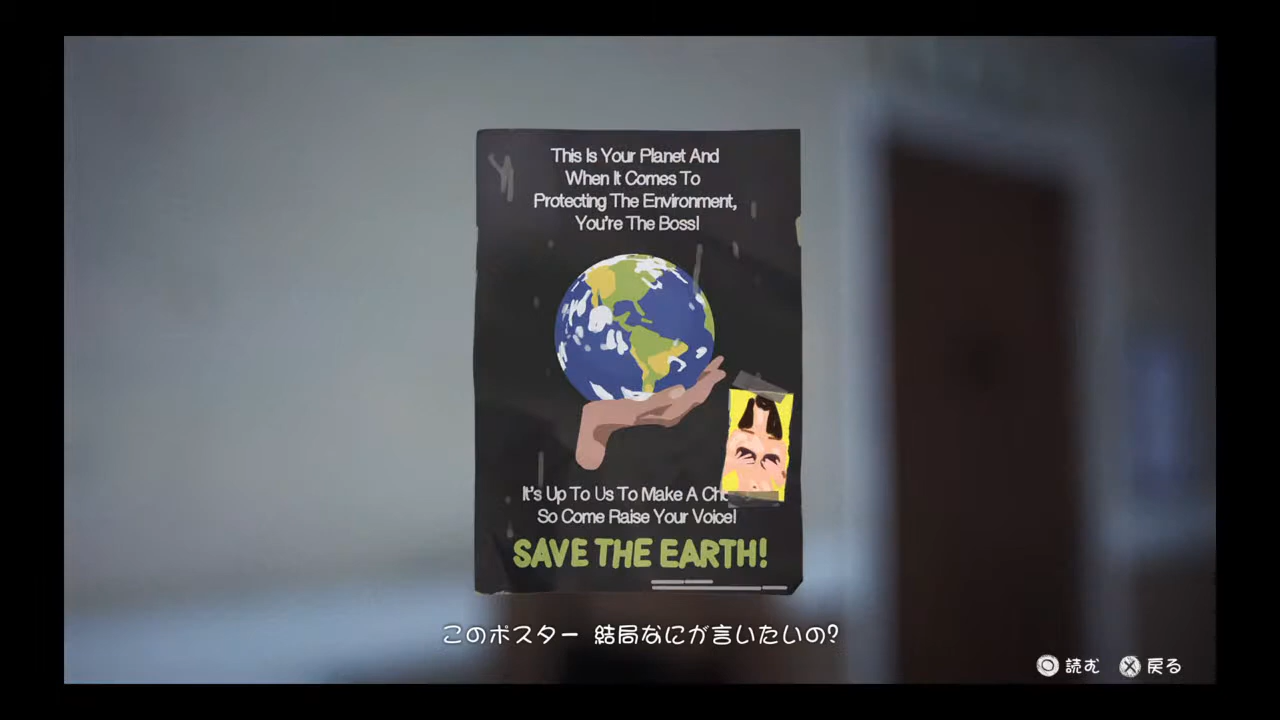 This Is Your Planet And
When It Comes To
Protecting The Environment,
You're The Boss!
It's Up To Us To Make A
So Come Raise Your Voice!
SAVE THE EARTH!
このポスター 結局なにが言いたいの?
読む 戻る